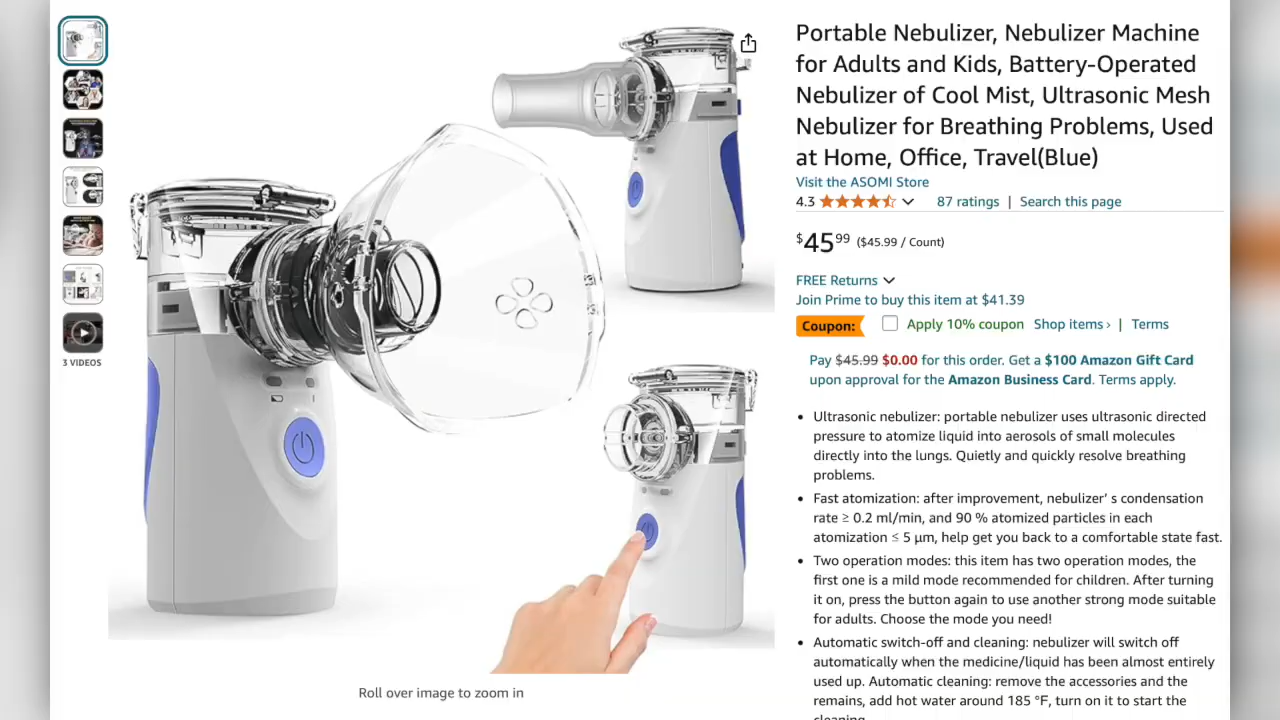 3 VIDEOS
Roll over image to zoom in
Portable Nebulizer, Nebulizer Machine
for Adults and Kids, Battery-Operated
Nebulizer of Cool Mist, Ultrasonic Mesh
Nebulizer for Breathing Problems, Used
at Home, Office, Travel(Blue)
Visit the ASOMI Store
4.3 87 ratings | Search this page
$45 99 ($45.99 / Count)
FREE Returns
Join Prime to buy this item at $41.39
Coupon: Apply 10% coupon Shop items › | Terms
Pay $45.99 $0.00 for this order. Get a $100 Amazon Gift Card
upon approval for the Amazon Business Card. Terms apply.
• Ultrasonic nebulizer: portable nebulizer uses ultrasonic directed
pressure to atomize liquid into aerosols of small molecules
directly into the lungs. Quietly and quickly resolve breathing
problems.
• Fast atomization: after improvement, nebulizer’ s condensation
rate ≥ 0.2 ml/min, and 90 % atomized particles in each
atomization ≤ 5 μm, help get you back to a comfortable state fast.
• Two operation modes: this item has two operation modes, the
first one is a mild mode recommended for children. After turning
it on, press the button again to use another strong mode suitable
for adults. Choose the mode you need!
• Automatic switch-off and cleaning: nebulizer will switch off
automatically when the medicine/liquid has been almost entirely
used up. Automatic cleaning: remove the accessories and the
remains, add hot water around 185 °F, turn on it to start the
cleaning.